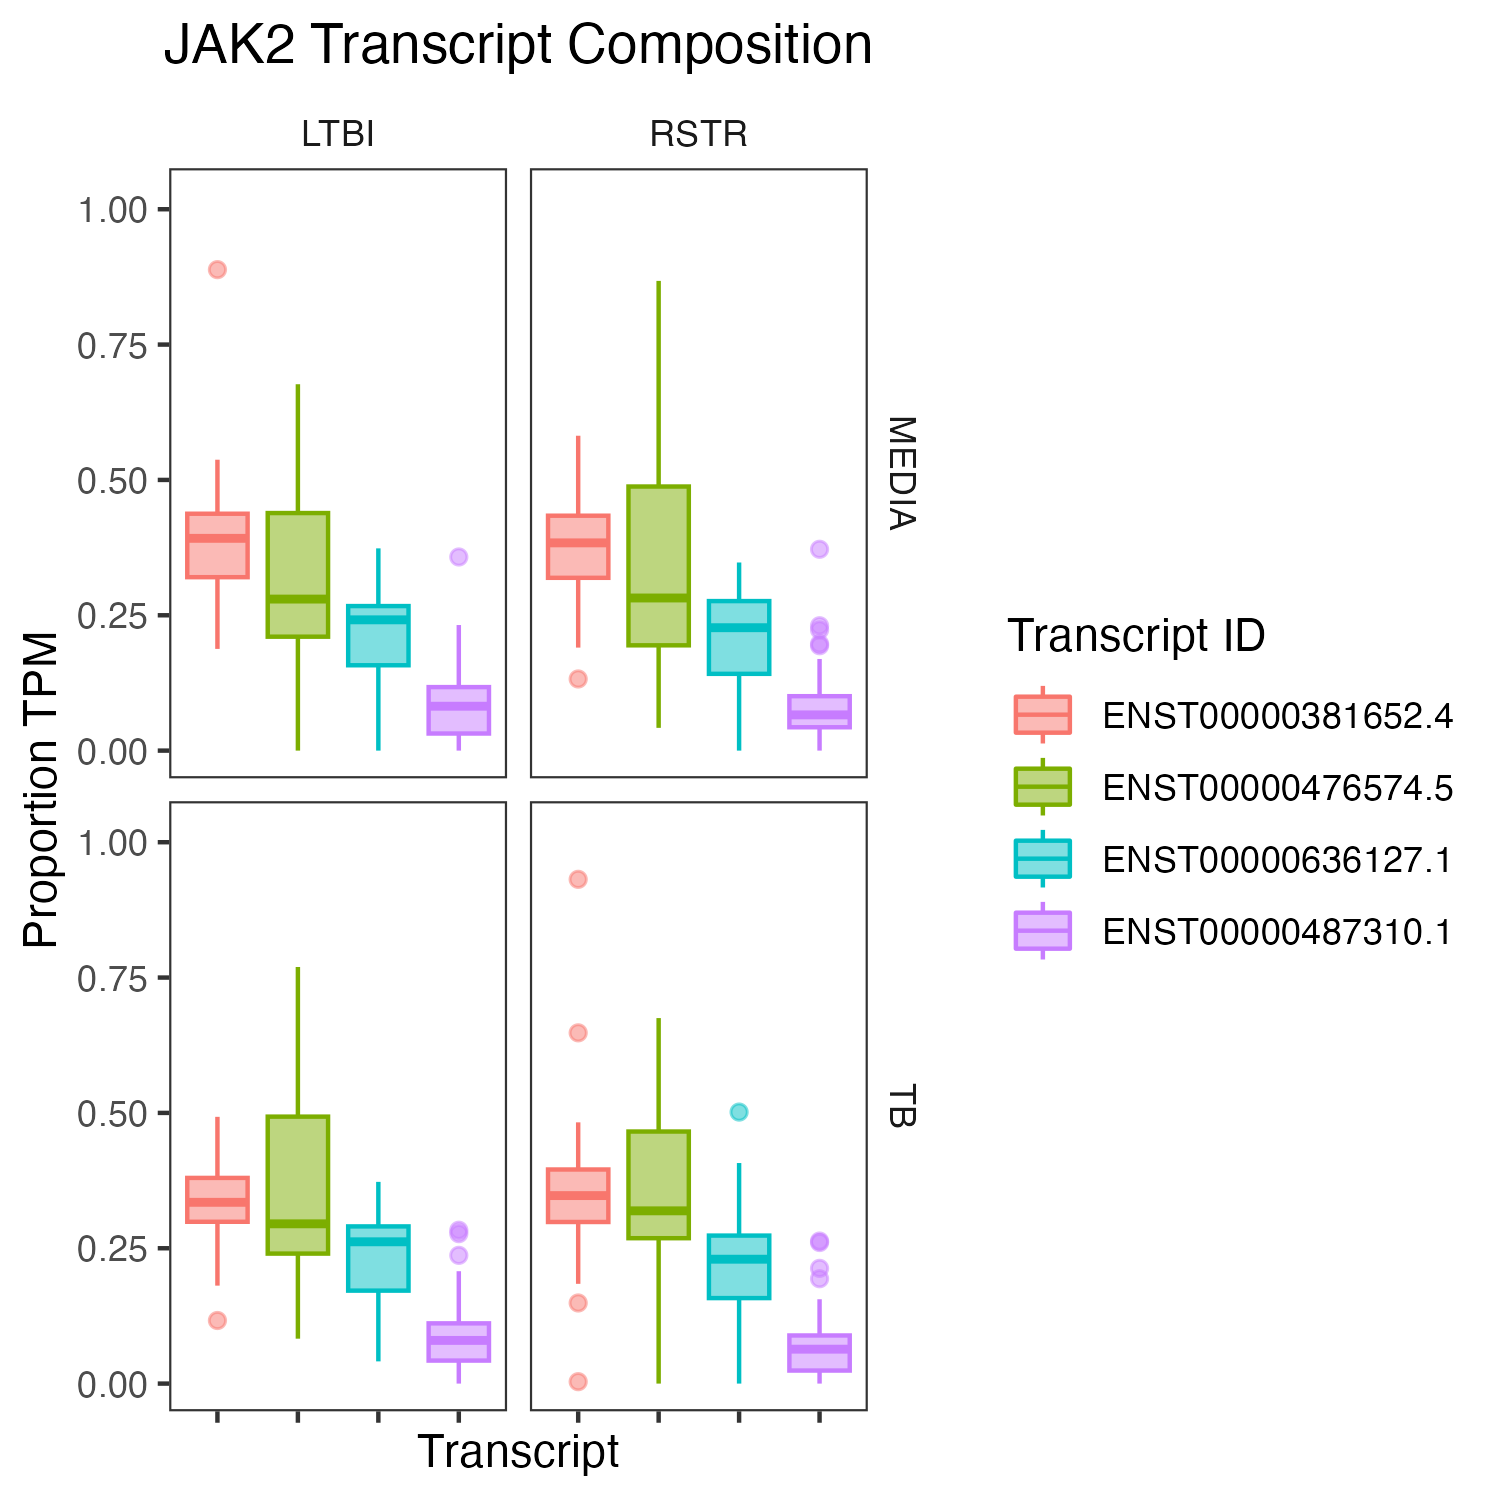 JAK2 Transcript Composition
LTBI
RSTR
1.00
0.75
0.50
0.25
0.00
MEDIA
1.00
0.75
0.50
0.25
0.00
TB
Proportion TPM
Transcript
Transcript ID
ENST00000381652.4
ENST00000476574.5
ENST00000636127.1
ENST00000487310.1